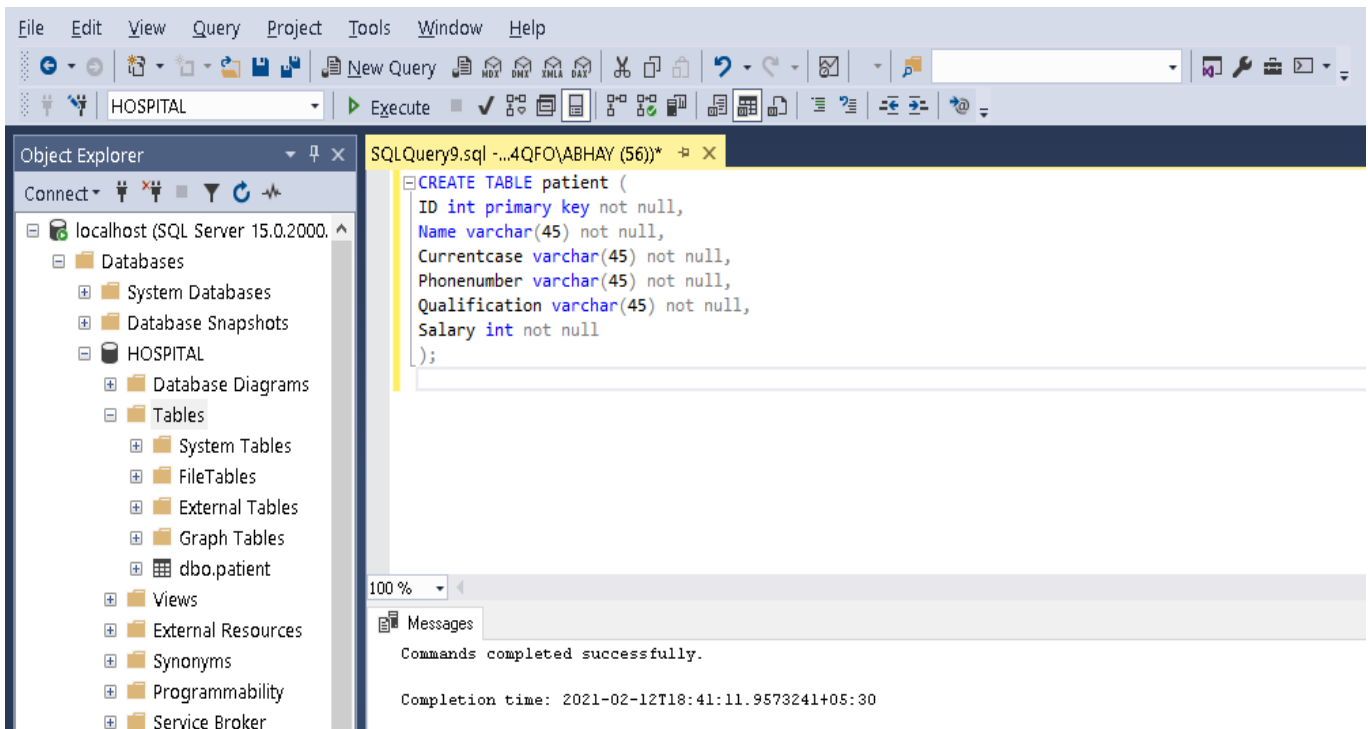 File Edit View Query Project Tools Window Help
New Query MDX DMX XMLA DAX
HOSPITAL Execute
Object Explorer
Connect
localhost (SQL Server 15.0.2000.
Databases
System Databases
Database Snapshots
HOSPITAL
Database Diagrams
Tables
System Tables
FileTables
External Tables
Graph Tables
dbo.patient
Views
External Resources
Synonyms
Programmability
Service Broker
SQLQuery9.sql -...4QFO\ABHAY (56))*
CREATE TABLE patient (
ID int primary key not null,
Name varchar(45) not null,
Currentcase varchar(45) not null,
Phonenumber varchar(45) not null,
Qualification varchar(45) not null,
Salary int not null
);
100 %
Messages
Commands completed successfully.
Completion time: 2021-02-12T18:41:11.9573241+05:30